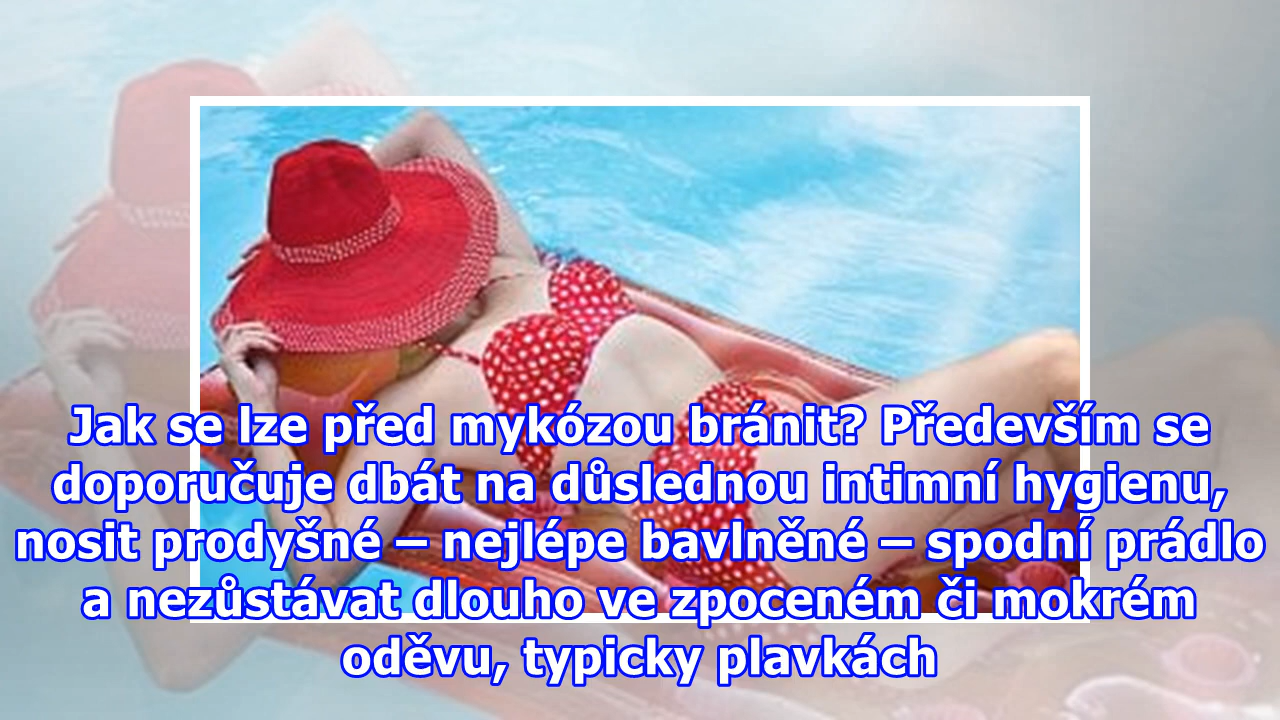 Jak se lze před mykózou bránit? Především se
doporučuje dbát na důslednou intimní hygienu,
nosit prodyšné – nejlépe bavlněné – spodní prádlo
a nezůstávat dlouho ve zpoceném či mokrém
oděvu, typicky plavkách